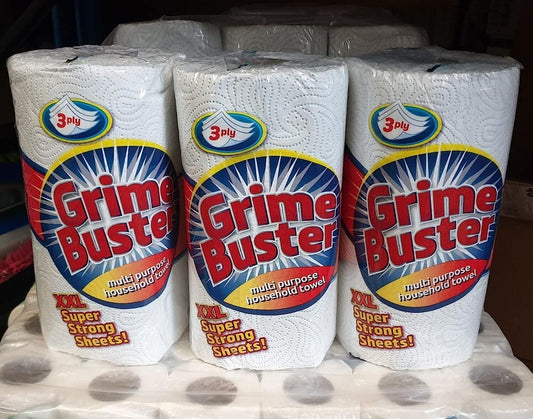 3ply
Grime
Buster
multi purpose
household towel
XXL
Super
Strong
Sheets!
3ply
Grime
Buster
multi purpose
household towel
XXL
Super
Strong
Sheets!
3ply
Grime
Buster
multi purpose
household towel
XXL
Super
Strong
Sheets!